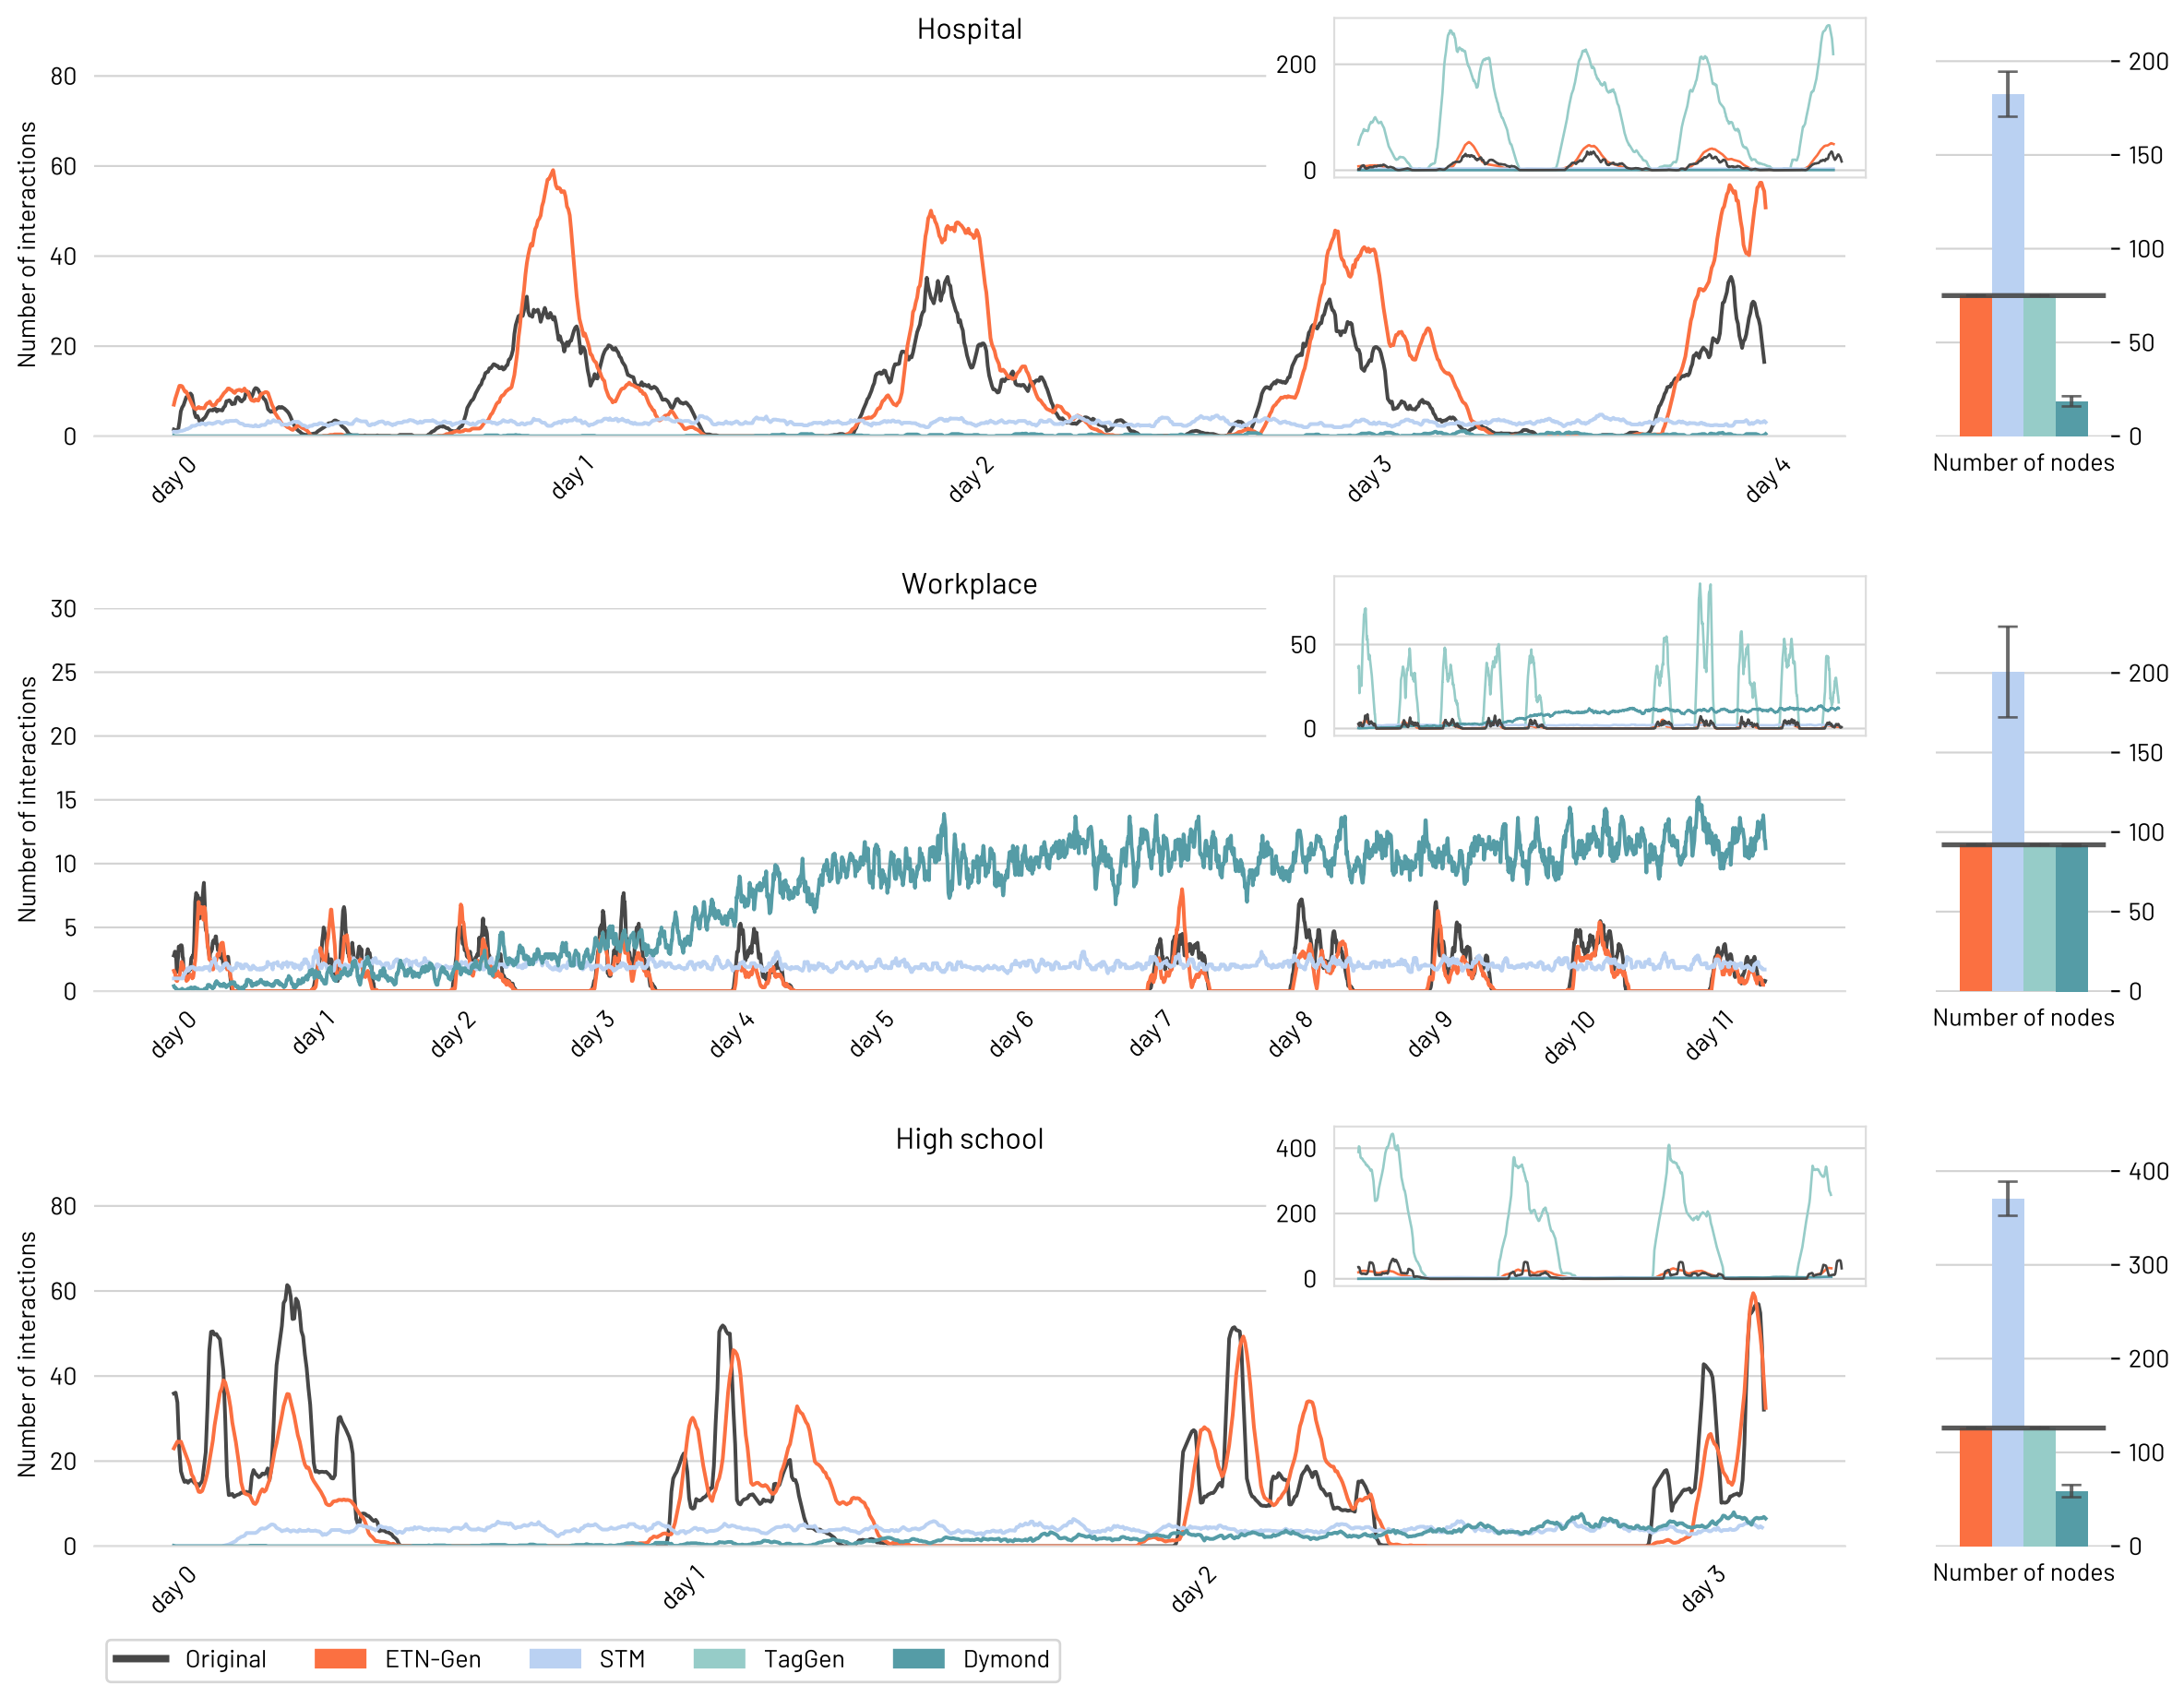 Hospital
Number of interactions
80
60
40
20
0
day 0
day 1
day 2
day 3
day 4
200
0
200
150
100
50
0
Number of nodes
Workplace
Number of interactions
30
25
20
15
10
5
0
day 0
day 1
day 2
day 3
day 4
day 5
day 6
day 7
day 8
day 9
day 10
day 11
50
0
200
150
100
50
0
Number of nodes
High school
Number of interactions
80
60
40
20
0
day 0
day 1
day 2
day 3
400
200
0
400
300
200
100
0
Number of nodes
Original ETN-Gen STM TagGen Dymond